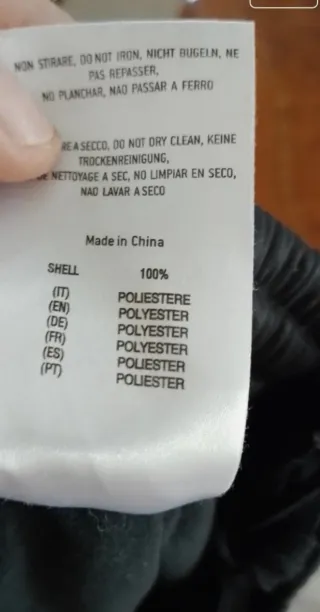 NON STIRARE, DO NOT IRON, NICHT BUGELN, NE
PAS REPASSER,
NO PLANCHAR, NAO PASSAR A FERRO
A SECCO, DO NOT DRY CLEAN, KEINE
TROCKENREINIGUNG,
NETTOYAGE A SEC, NO LIMPIAR EN SECO,
NAO LAVAR A SECO
Made in China
SHELL 100%
(IT) POLIESTERE
(EN) POLYESTER
(DE) POLYESTER
(FR) POLYESTER
(ES) POLIESTER
(PT) POLIESTER